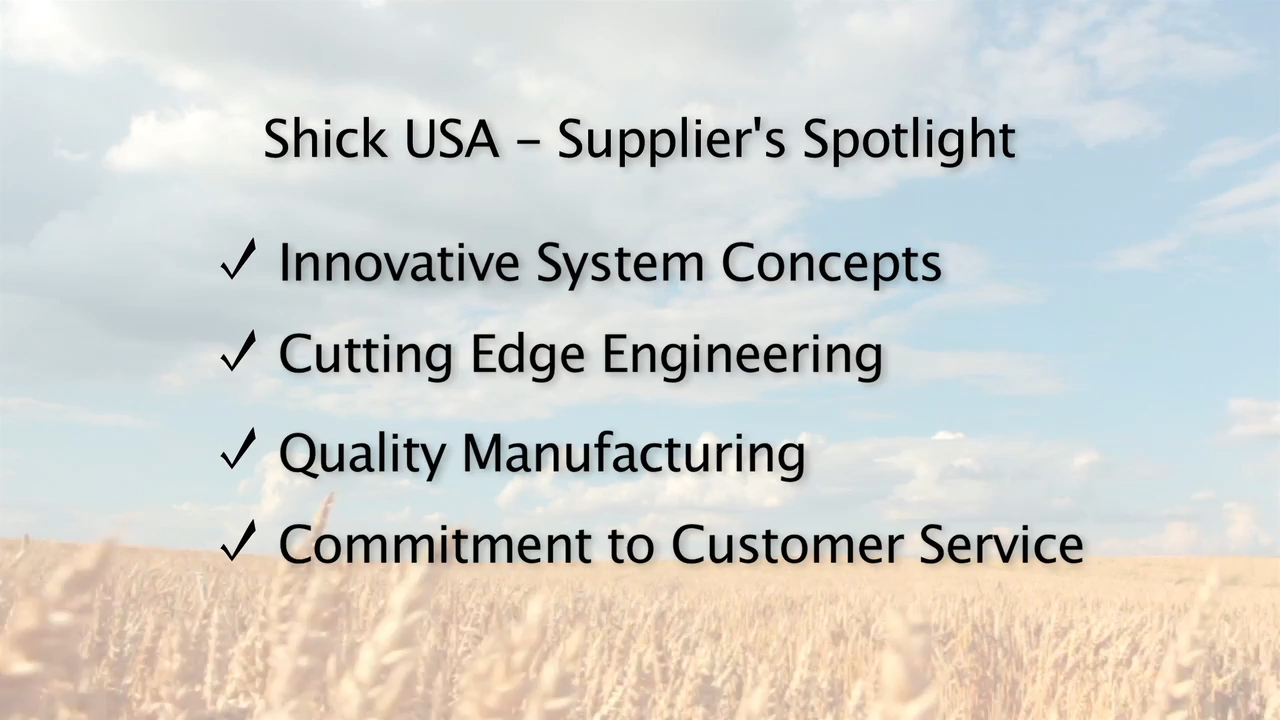 Shick USA – Supplier's Spotlight
✓ Innovative System Concepts
✓ Cutting Edge Engineering
✓ Quality Manufacturing
✓ Commitment to Customer Service